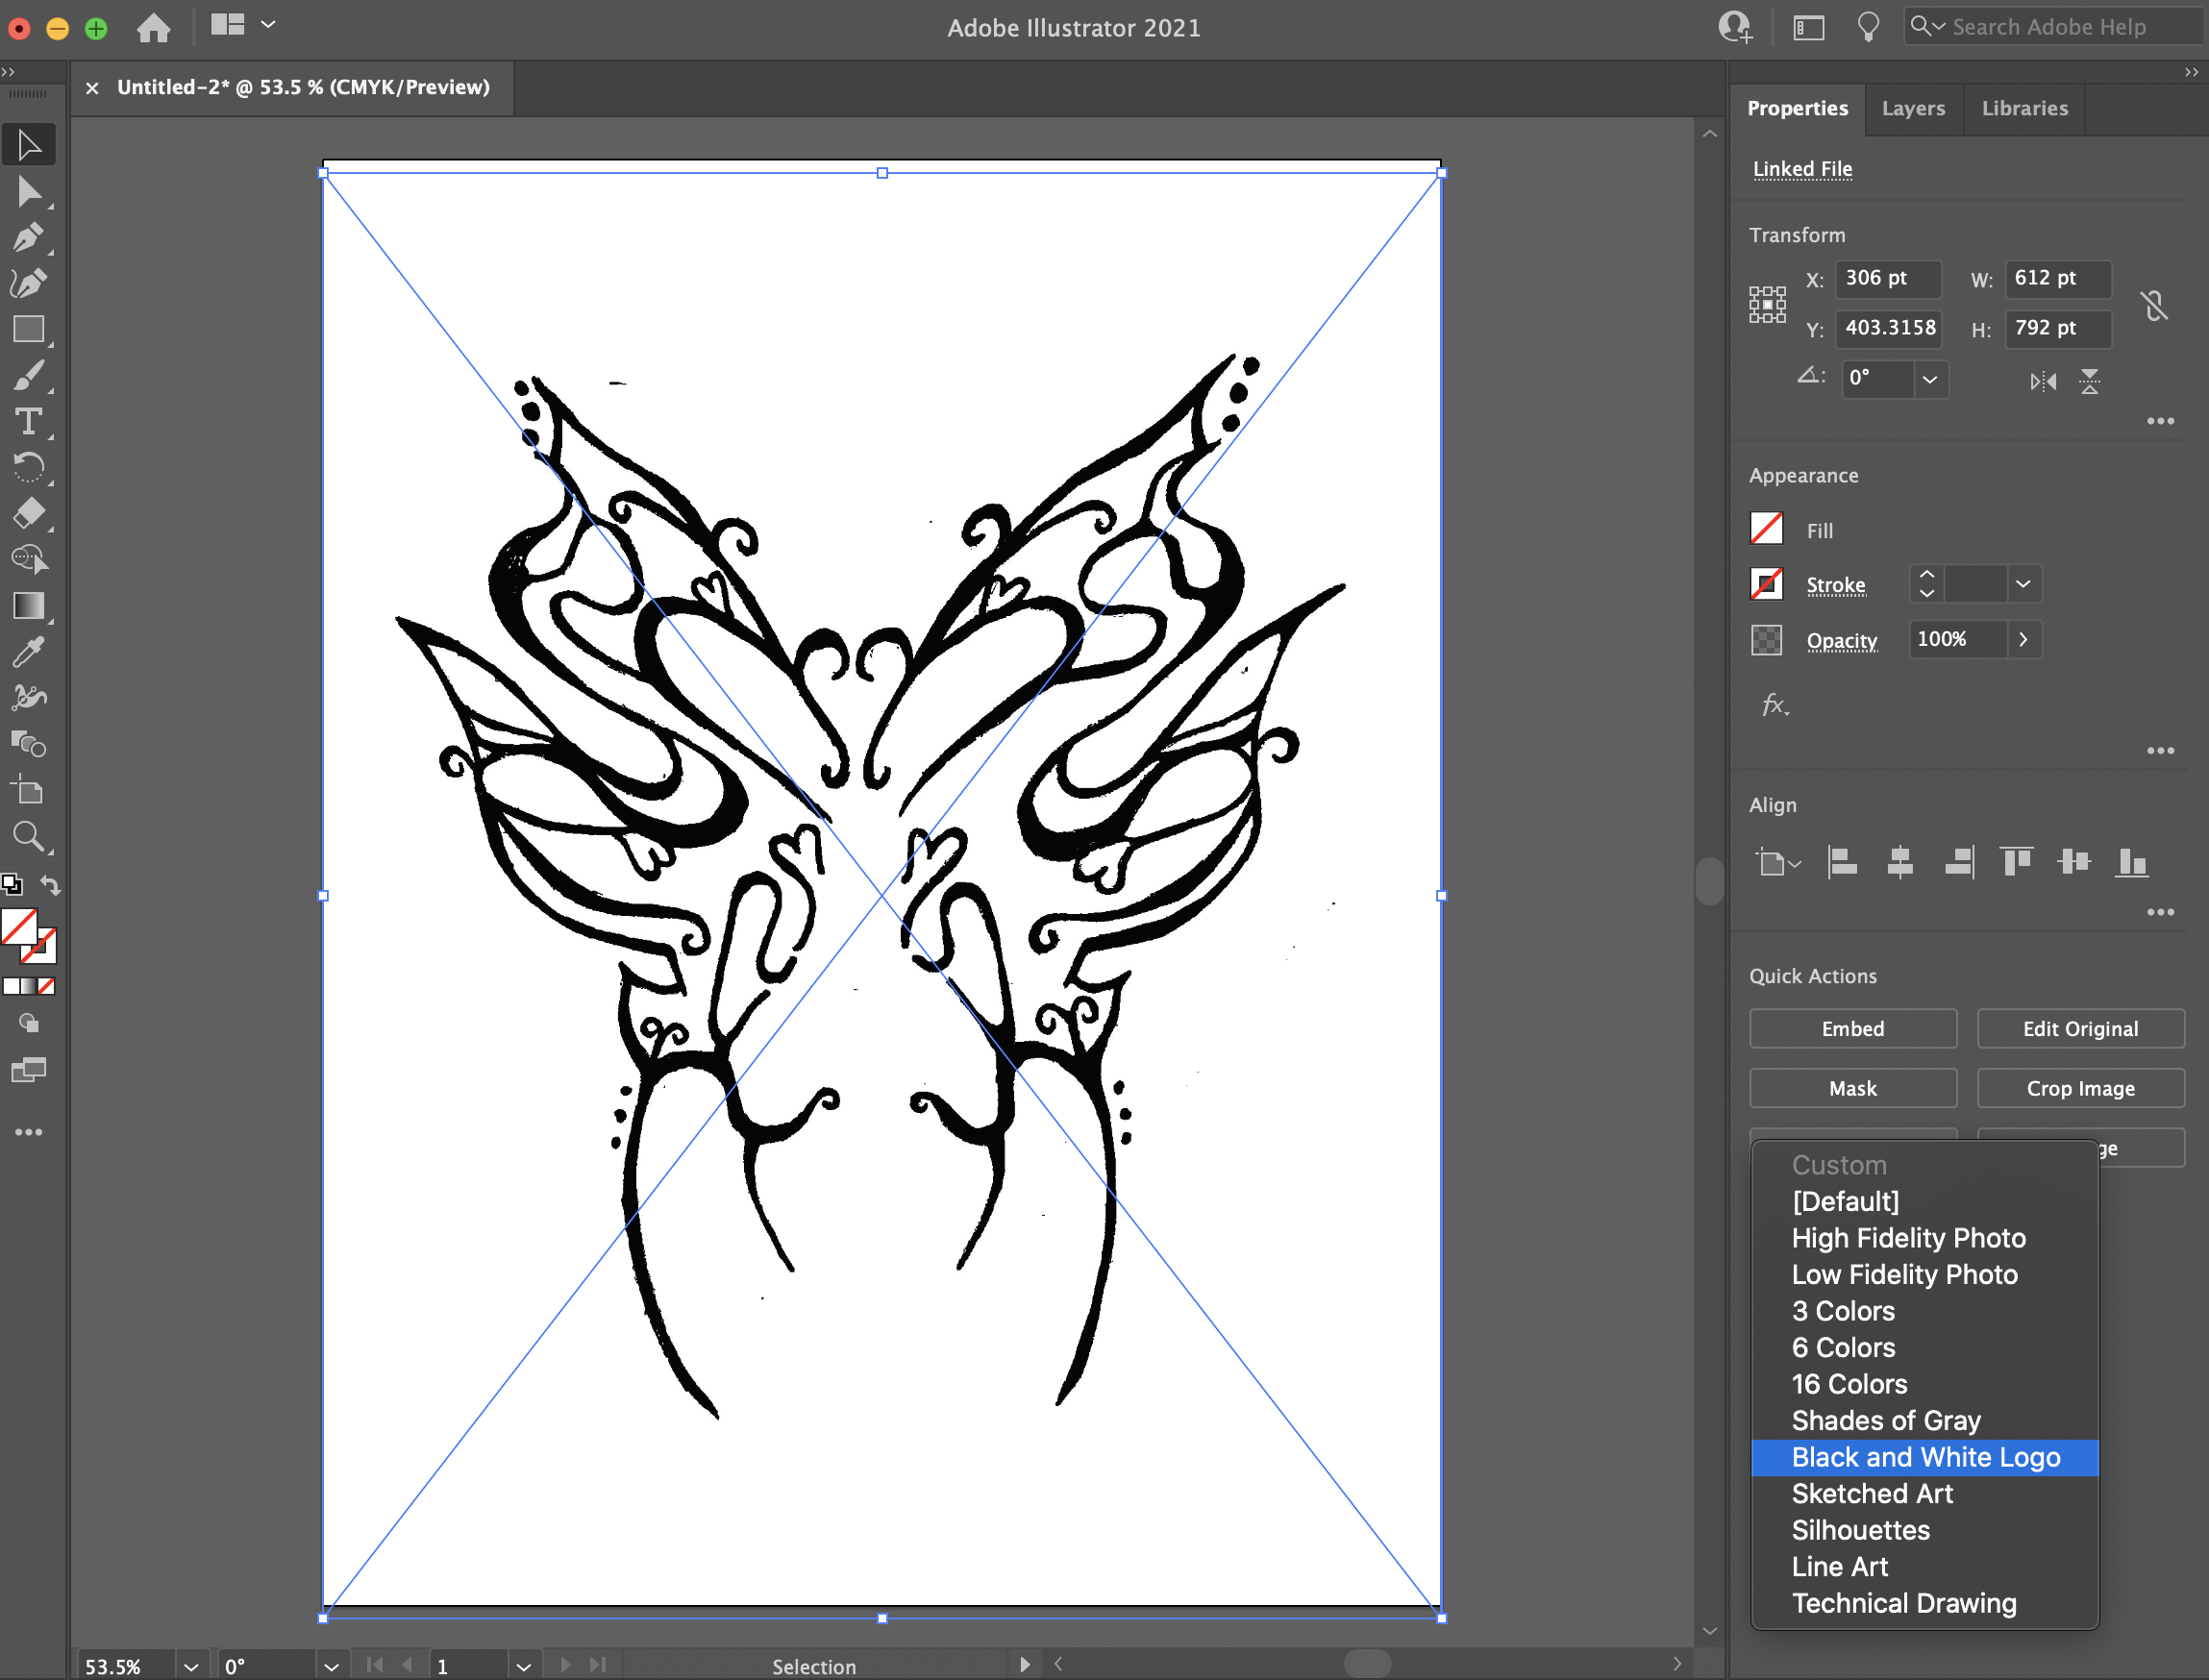 Adobe Illustrator 2021
Search Adobe Help
Untitled-2* @ 53.5 % (CMYK/Preview)
Properties
Layers
Libraries
Linked File
Transform
X: 306 pt W: 612 pt
Y: 403.3158 H: 792 pt
0°
Appearance
Fill
Stroke
Opacity 100%
fx.
Align
Quick Actions
Embed
Edit Original
Mask
Crop Image
ge
Custom
[Default]
High Fidelity Photo
Low Fidelity Photo
3 Colors
6 Colors
16 Colors
Shades of Gray
Black and White Logo
Sketched Art
Silhouettes
Line Art
Technical Drawing
53.5% 0° 1 Selection